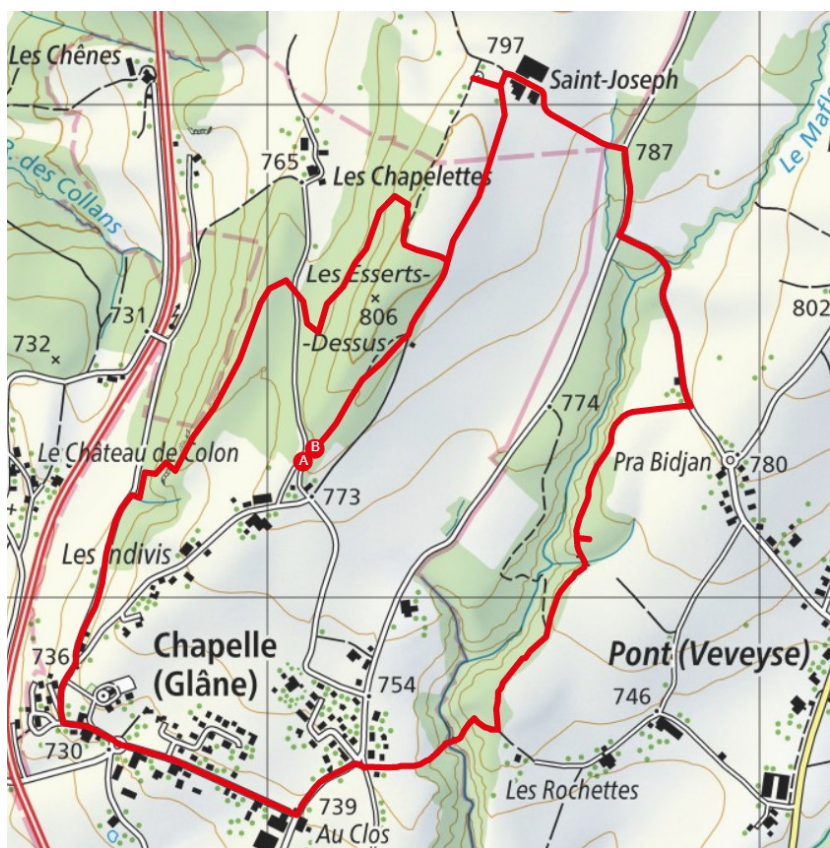 797
Les Chênes
Saint-Joseph
787
765
Les Chapelettes
Le Mafl
. des Collans
Les Esserts-
806
802
731
-Dessus
732
774
B
Le Château de Colon
A
Pra Bidjan
780
773
Les Indivis
Chapelle
(Glâne)
736
Pont (Veveyse)
754
746
730
Les Rochettes
739
Au Clos